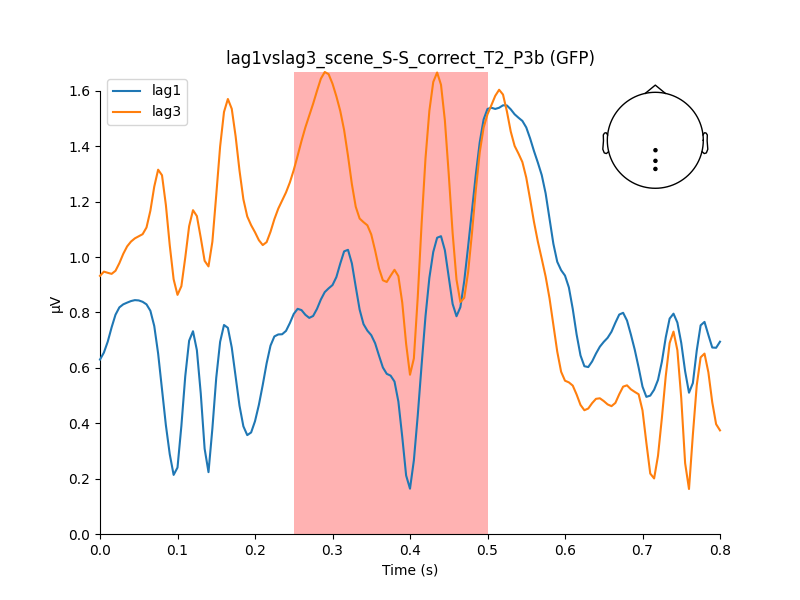 lag1vslag3_scene_S-S_correct_T2_P3b (GFP)
lag1
lag3
µV
1.6
1.4
1.2
1.0
0.8
0.6
0.4
0.2
0.0
0.0 0.1 0.2 0.3 0.4 0.5 0.6 0.7 0.8
Time (s)